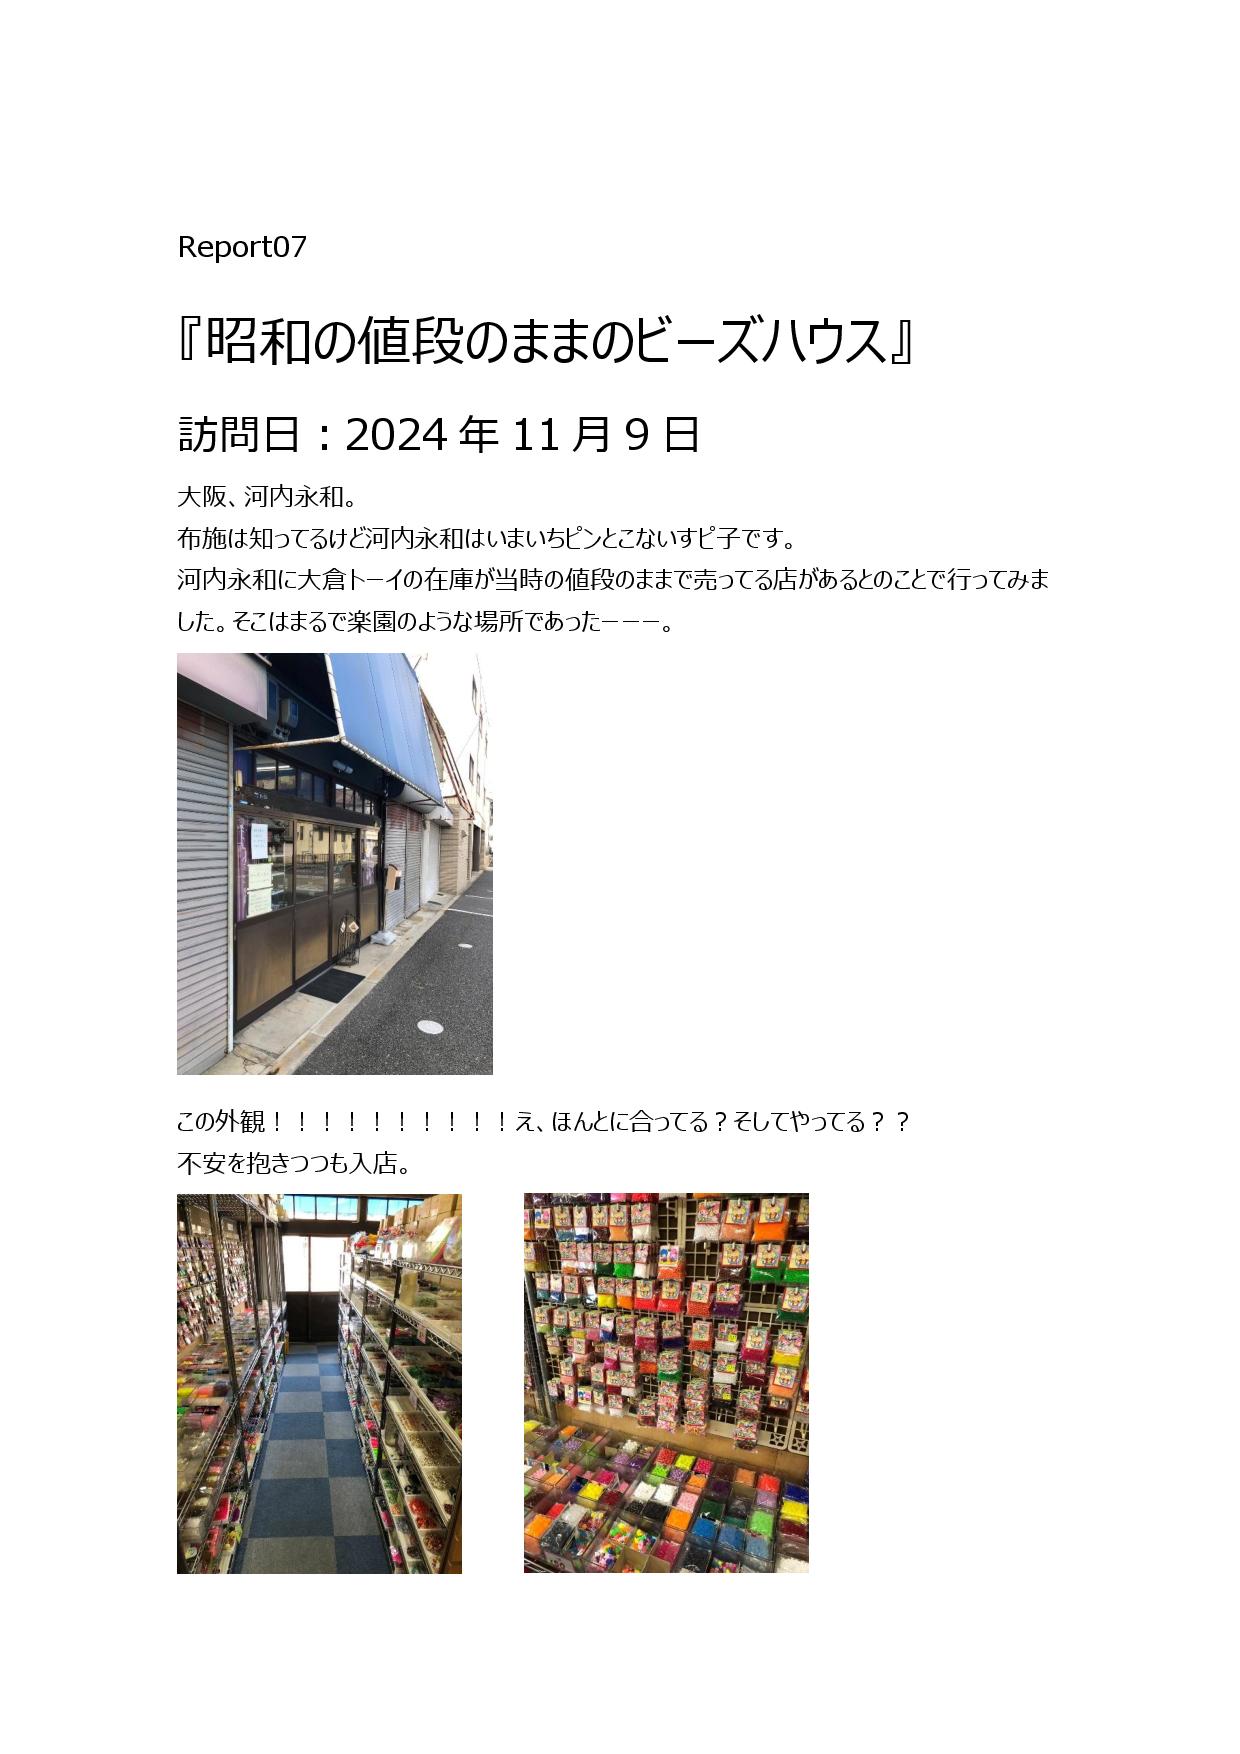 Report07
『昭和の値段のままのビーズハウス』
訪問日：2024年11月9日
大阪、河内永和。
布施は知ってるけど河内永和はいまいちピンとこないすピ子です。
河内永和に大倉トーイの在庫が当時の値段のままで売ってる店があるとのことで行ってみま
した。そこはまるで楽園のような場所であったーーー。
この外観！！！！！！！！！！え、ほんとに合ってる？そしてやってる？？
不安を抱きつつも入店。